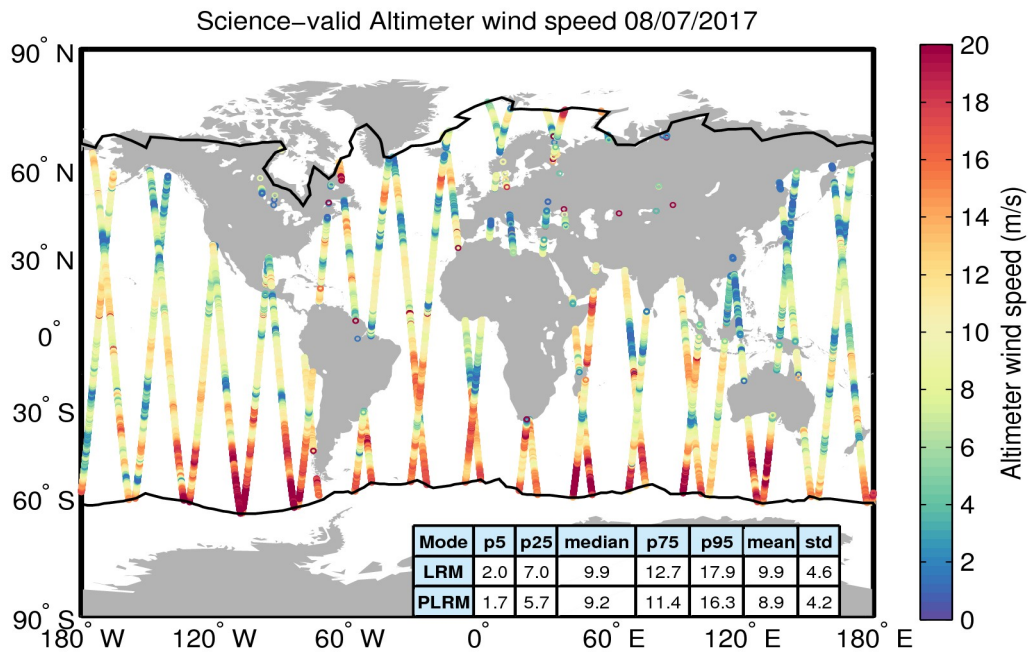 Science−valid Altimeter wind speed 08/07/2017
90° N
60° N
30° N
0°
30° S
60° S
90° S
180° W
120° W
60° W
0°
60° E
120° E
180° E
Mode p5 p25 median p75 p95 mean std
LRM 2.0 7.0 9.9 12.7 17.9 9.9 4.6
PLRM 1.7 5.7 9.2 11.4 16.3 8.9 4.2
20
18
16
14
12
10
8
6
4
2
0
Altimeter wind speed (m/s)